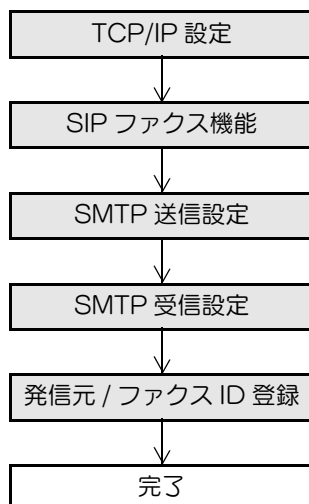 TCP/IP 設定
SIP ファクス機能
SMTP 送信設定
SMTP 受信設定
発信元 / ファクス ID 登録
完了